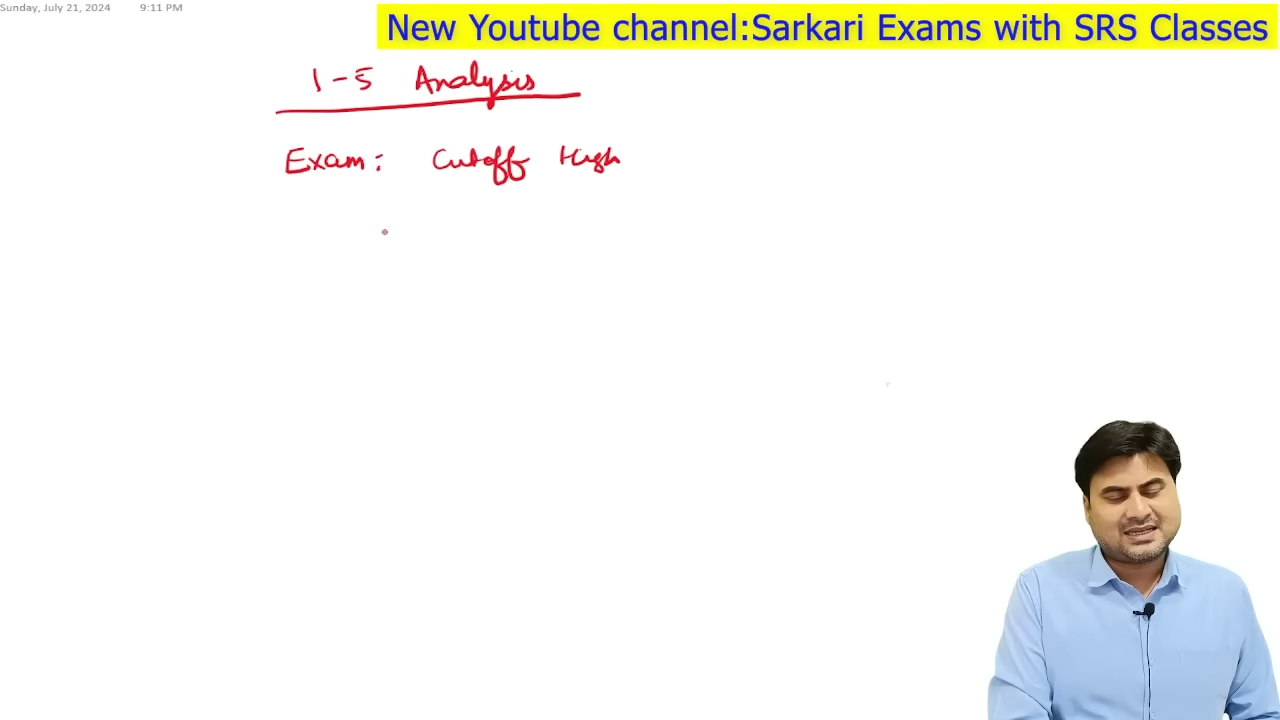 Sunday, July 21, 2024 9:11 PM
New Youtube channel:Sarkari Exams with SRS Classes
1-5 Analysis
Exam: Cutoff High